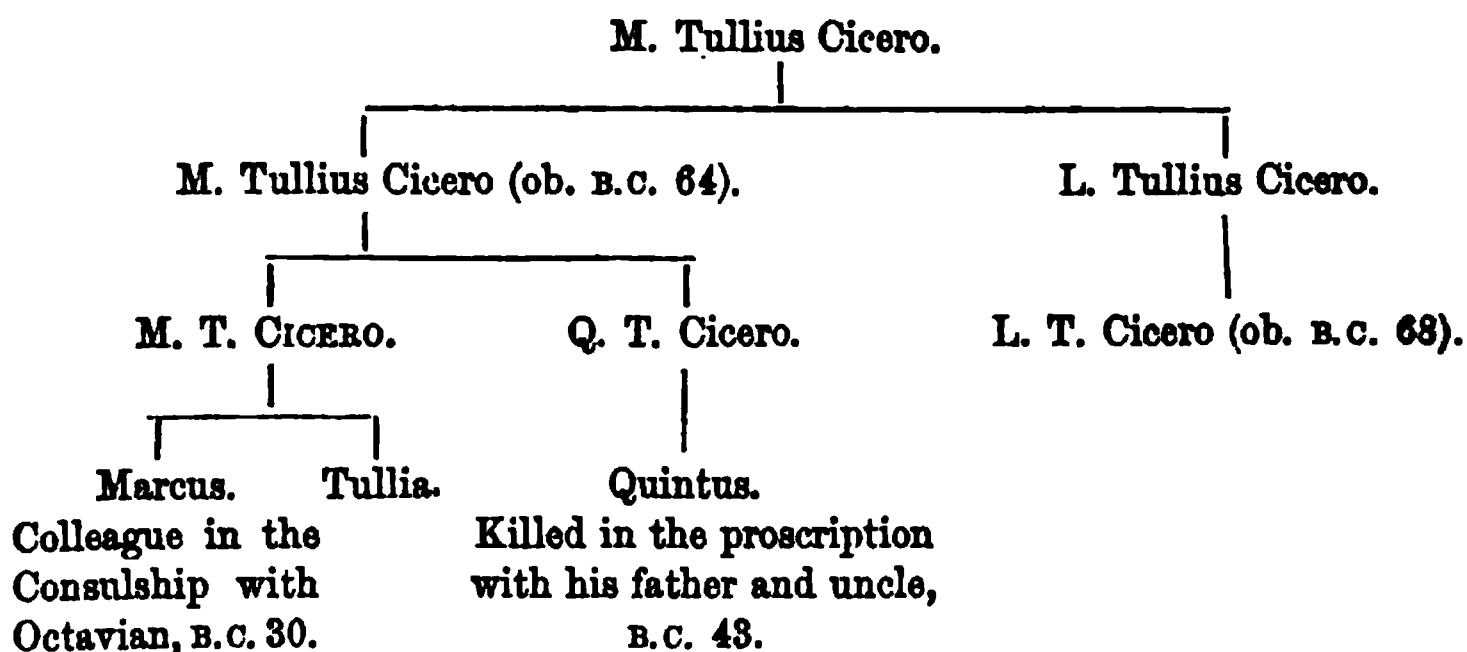 M. Tullius Cicero.
M. Tullius Cicero (ob. B.C. 64). L. Tullius Cicero.
M. T. CICERO. Q. T. Cicero. L. T. Cicero (ob. B.C. 68).
Marcus. Tullia. Quintus.
Colleague in the Killed in the proscription
Consulship with with his father and uncle,
Octavian, B.C. 30. B.C. 43.